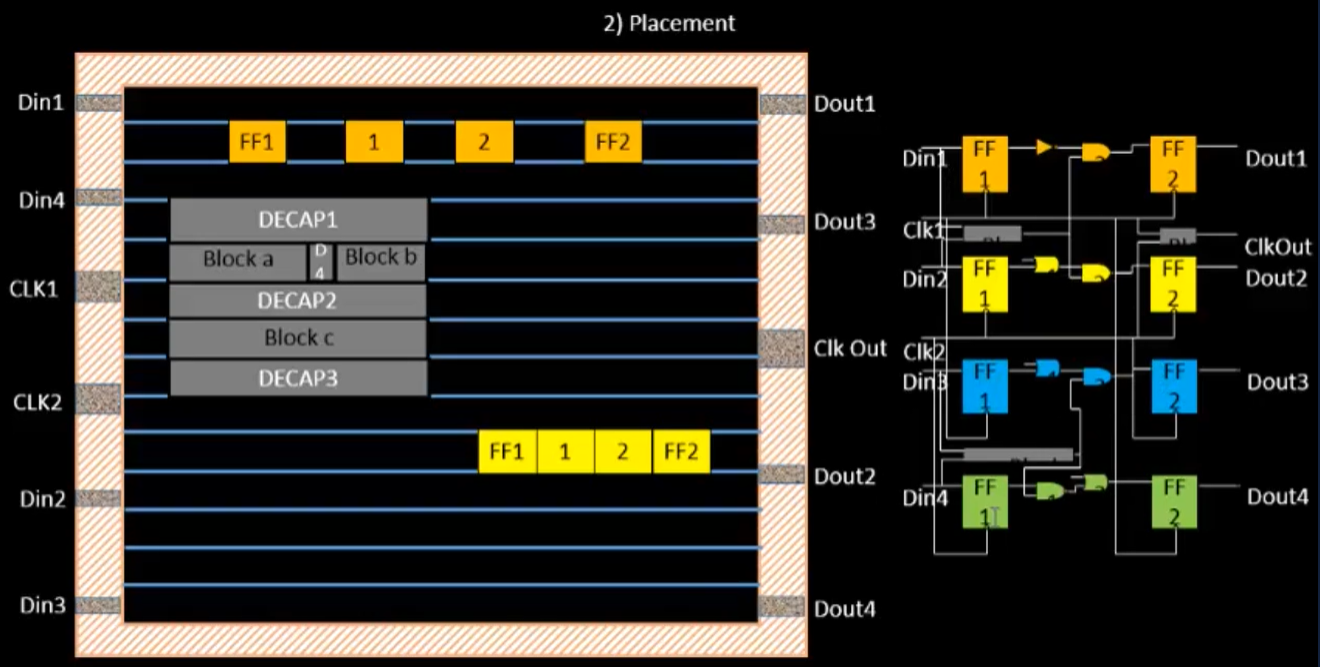 2) Placement
Din1
Din4
CLK1
CLK2
Din2
Din3
FF1
1
2
FF2
DECAP1
Block a
D
4
Block b
DECAP2
Block c
DECAP3
FF1
1
2
FF2
Dout1
Dout3
Clk Out
Dout2
Dout4
Din1
FF
1
FF
2
Dout1
Clk1
ClkOut
Din2
FF
1
FF
2
Dout2
Clk2
Din3
FF
1
FF
2
Dout3
Din4
FF
1
FF
2
Dout4